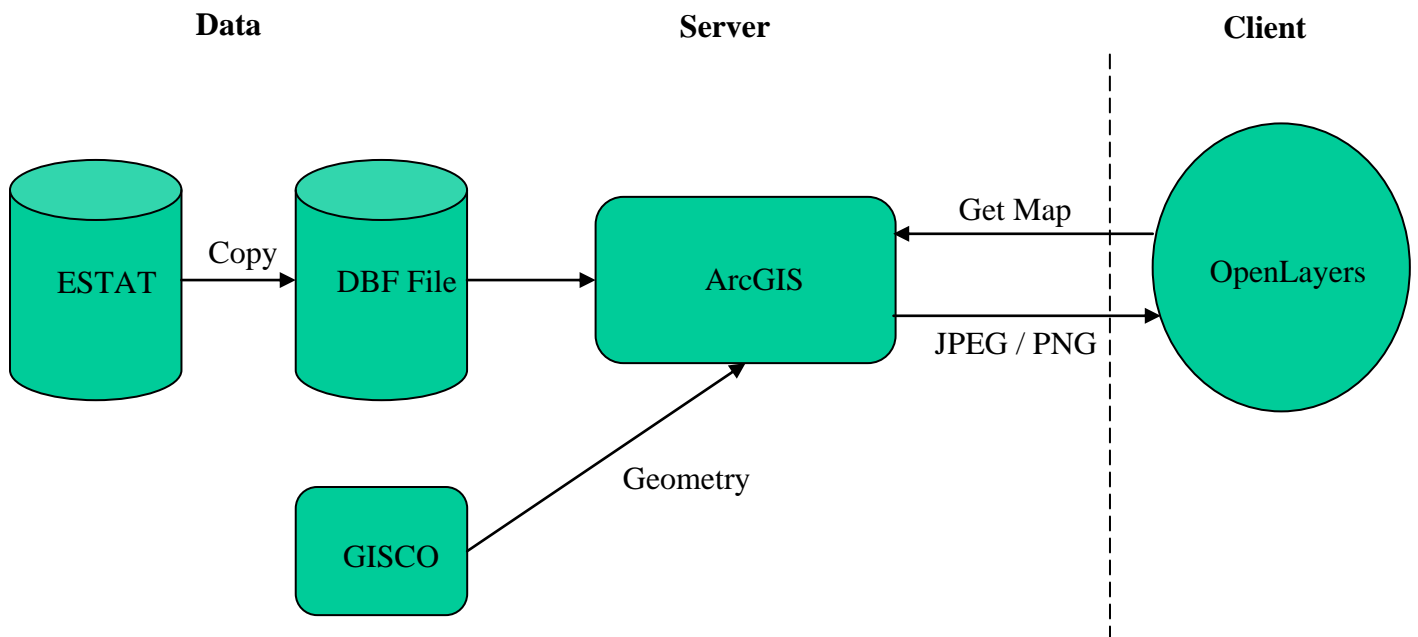 Data
Server
Client
Get Map
Copy
ESTAT
DBF File
ArcGIS
OpenLayers
JPEG / PNG
Geometry
GISCO